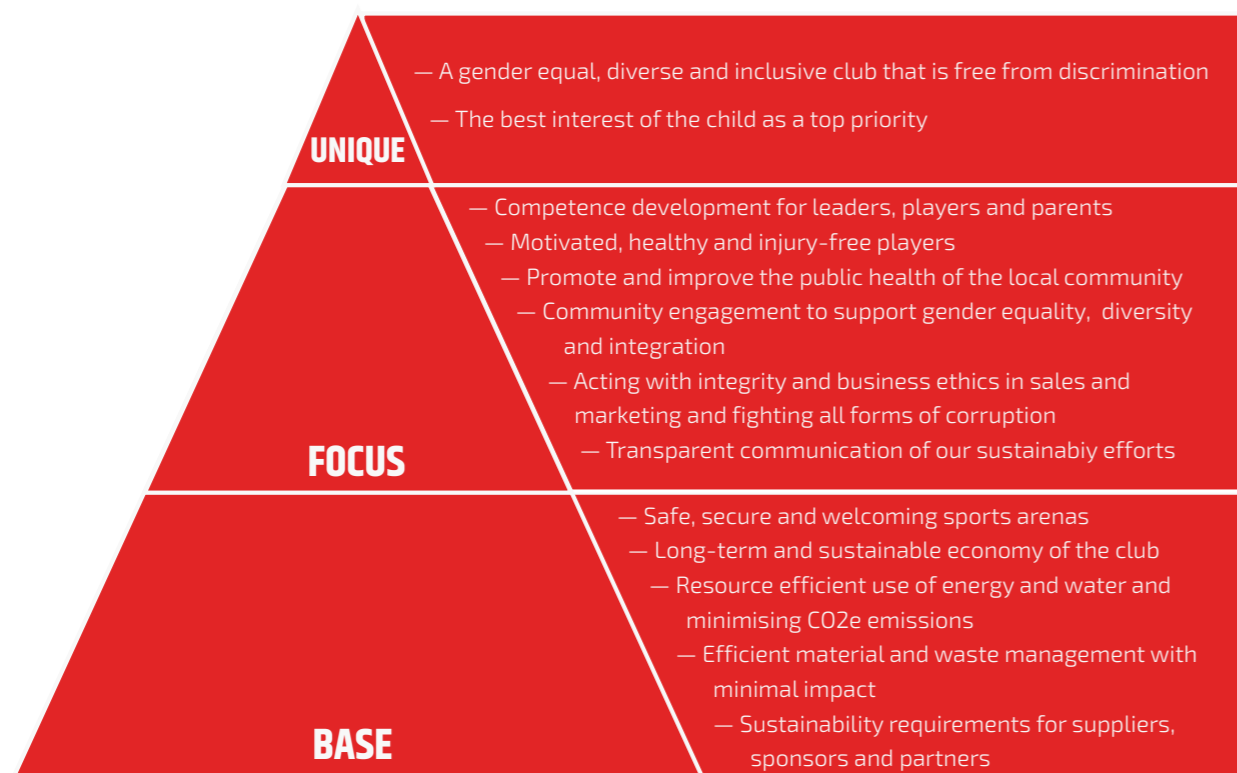 — A gender equal, diverse and inclusive club that is free from discrimination
— The best interest of the child as a top priority
UNIQUE
— Competence development for leaders, players and parents
— Motivated, healthy and injury-free players
— Promote and improve the public health of the local community
— Community engagement to support gender equality, diversity
and integration
— Acting with integrity and business ethics in sales and
marketing and fighting all forms of corruption
— Transparent communication of our sustainabiy efforts
FOCUS
— Safe, secure and welcoming sports arenas
— Long-term and sustainable economy of the club
— Resource efficient use of energy and water and
minimising CO2e emissions
— Efficient material and waste management with
minimal impact
— Sustainability requirements for suppliers,
sponsors and partners
BASE